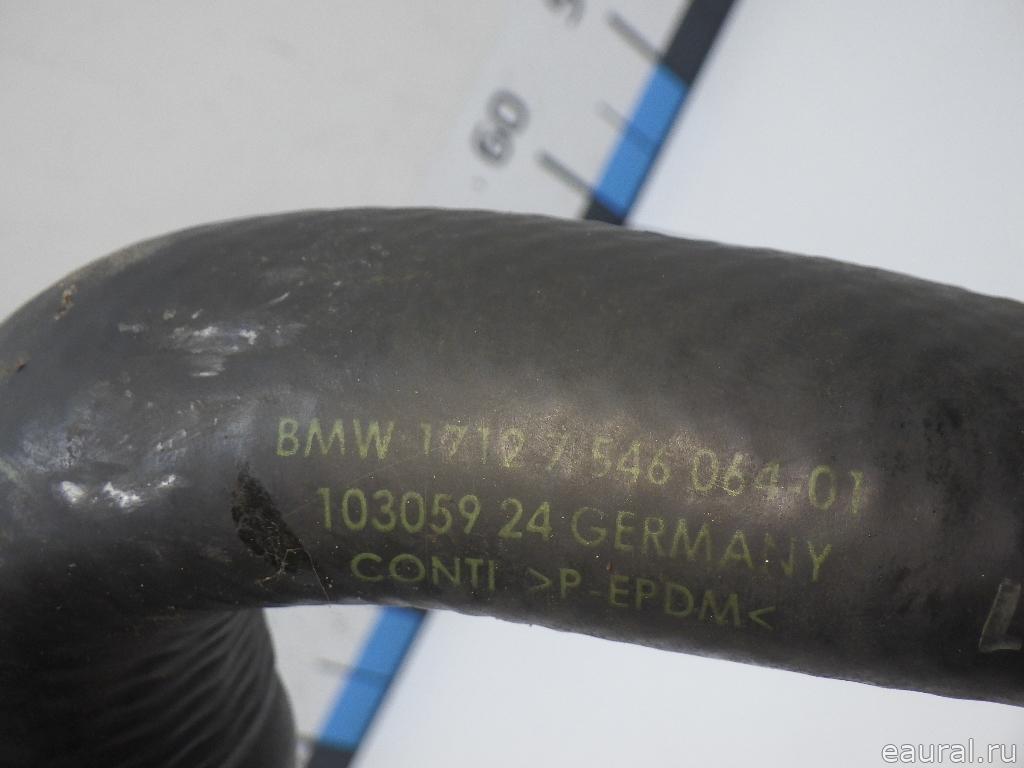 60
BMW 1712 7 546 064-01
103059 24 GERMANY
CONTI >P-EPDM<
eaural.ru